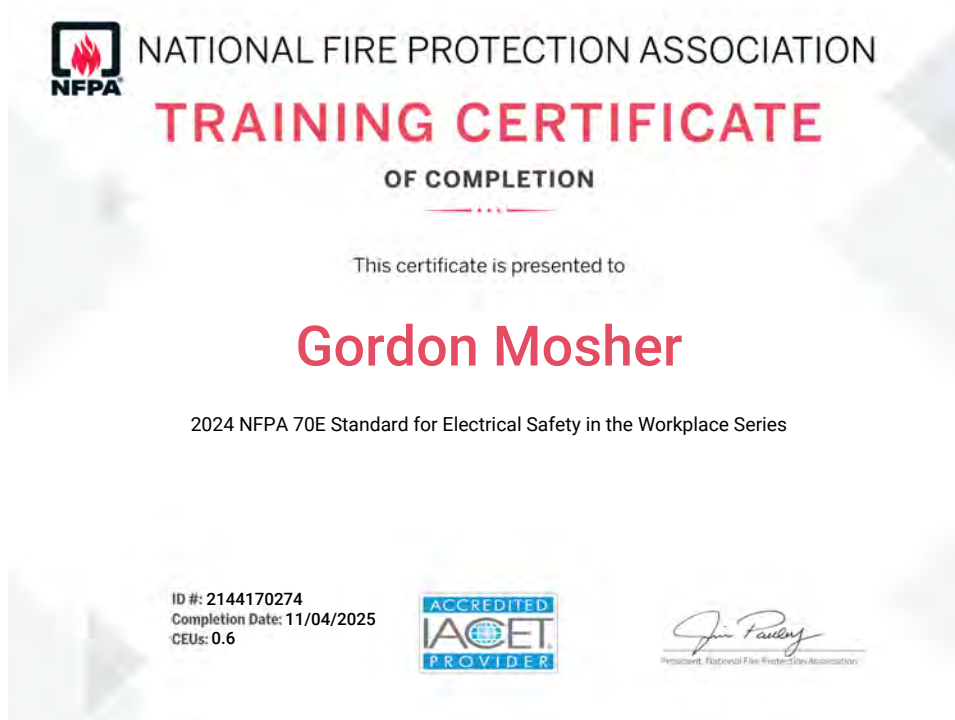 NFPA
NATIONAL FIRE PROTECTION ASSOCIATION
TRAINING CERTIFICATE
OF COMPLETION
This certificate is presented to
Gordon Mosher
2024 NFPA 70E Standard for Electrical Safety in the Workplace Series
ID #: 2144170274
Completion Date: 11/04/2025
CEUs: 0.6
ACCREDITED
IACET
PROVIDER
Jim Pauley
President, National Fire Protection Association